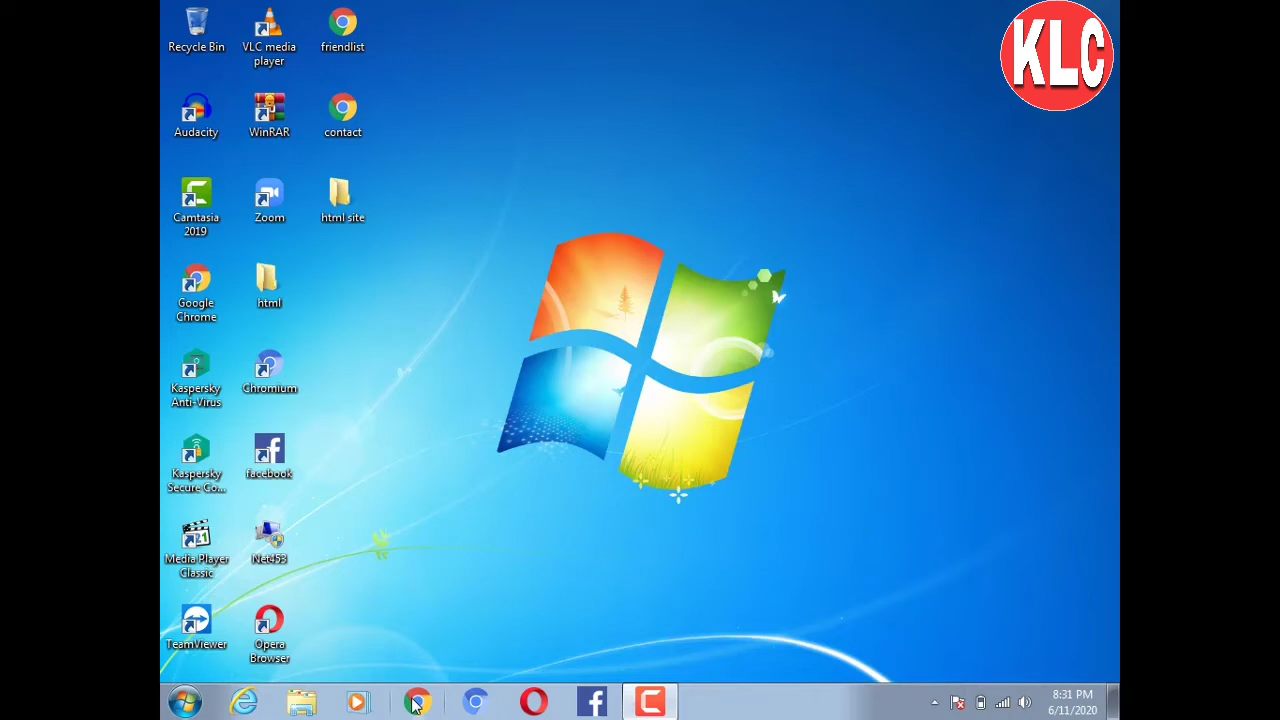 KLC
Recycle Bin
VLC media
player
friendlist
Audacity
WinRAR
contact
Camtasia
2019
Zoom
html site
Google
Chrome
html
Kaspersky
Anti-Virus
Chromium
Kaspersky
Secure Co...
facebook
Media Player
Classic
Net453
TeamViewer
Opera
Browser
8:31 PM
6/11/2020